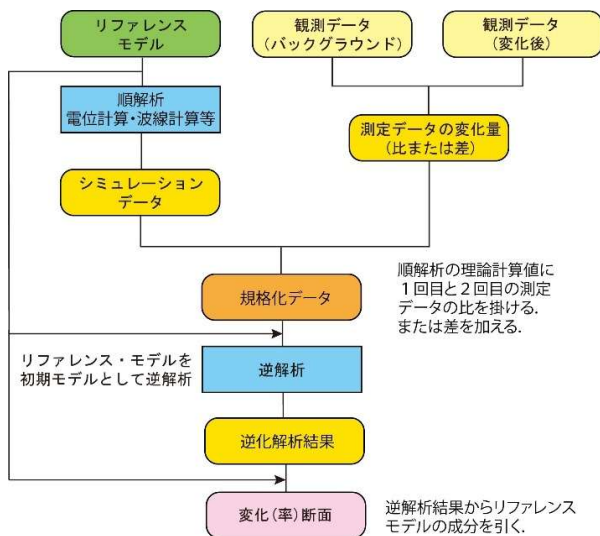 リファレンス
モデル
観測データ
(バックグラウンド)
観測データ
(変化後)
順解析
電位計算・波線計算等
測定データの変化量
(比または差)
シミュレーション
データ
規格化データ
順解析の理論計算値に
1回目と2回目の測定
データの比を掛ける.
または差を加える.
リファレンス・モデルを
初期モデルとして逆解析
逆解析
逆化解析結果
変化(率)断面
逆解析結果からリファレンス
モデルの成分を引く.